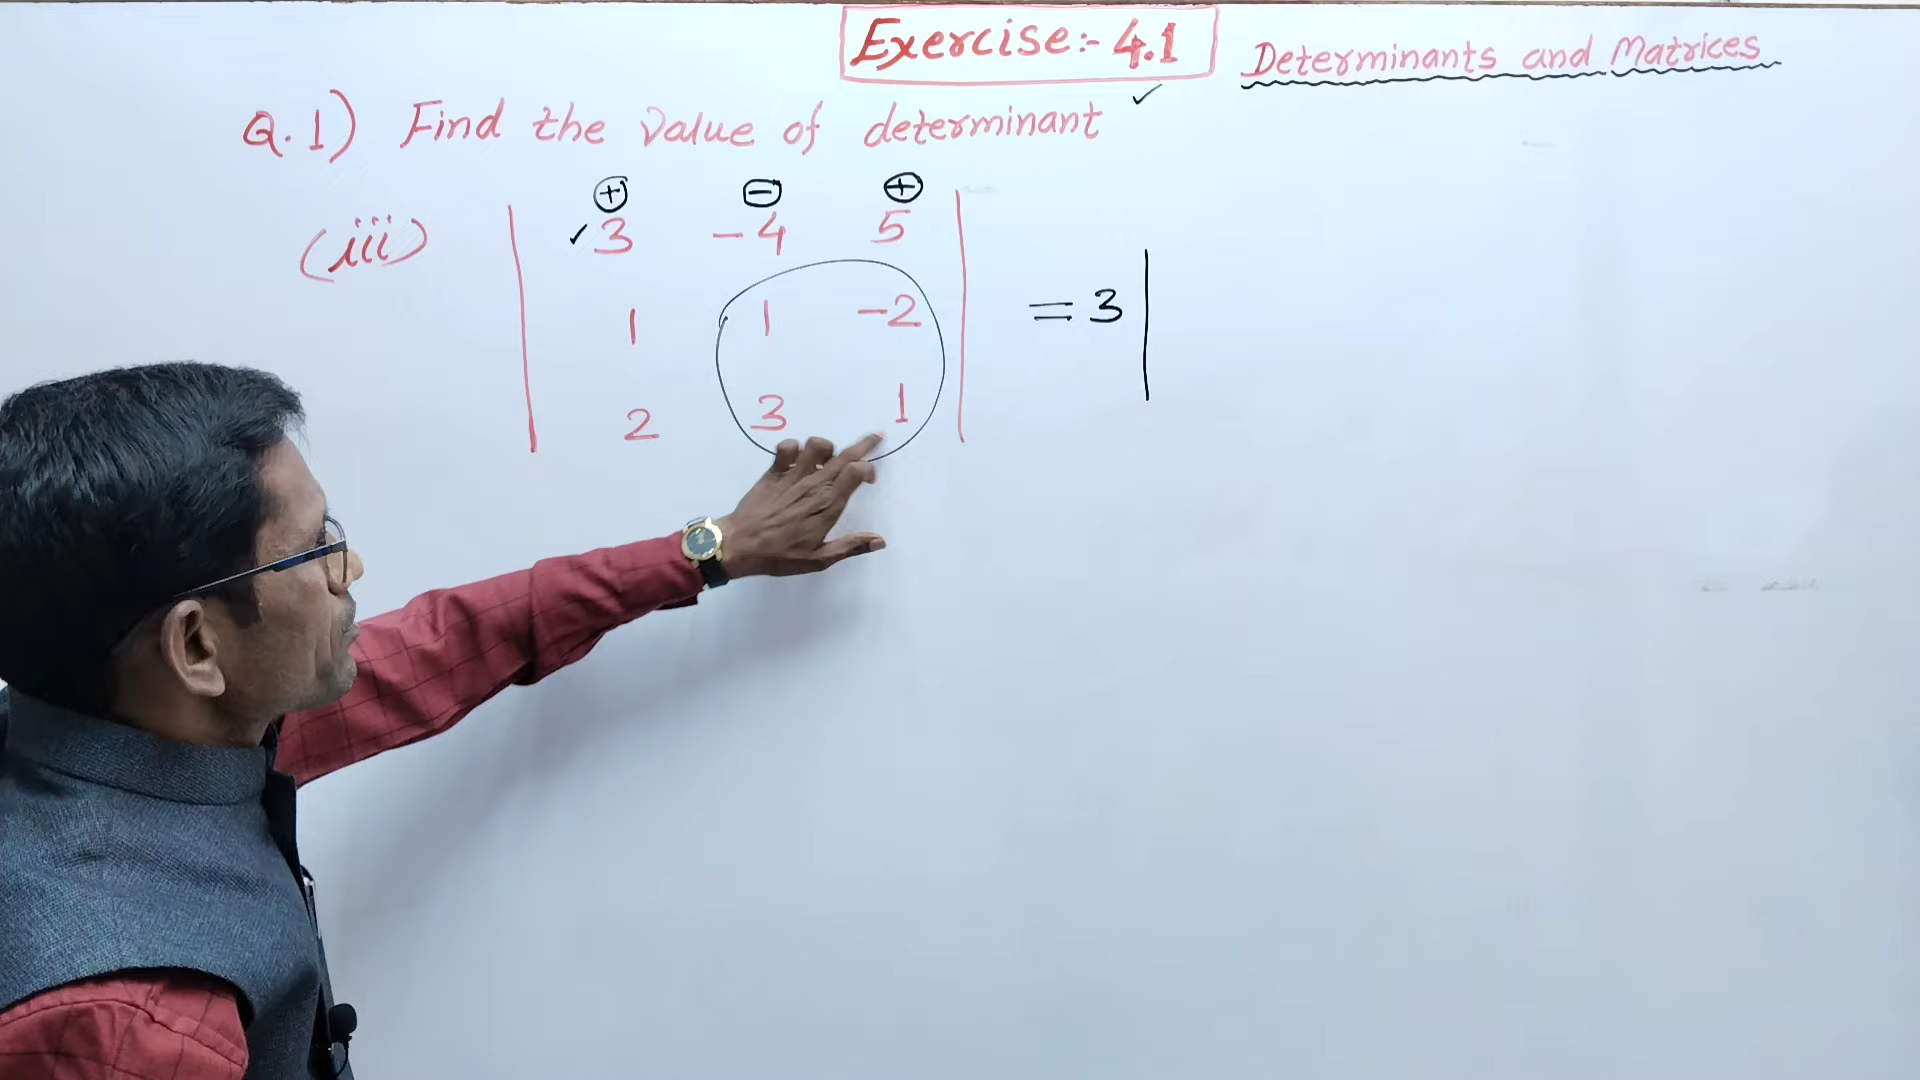 Exercise:- 4.1
Determinants and Matrices
Q.1) Find the value of determinant ✓
⊕ ⊖ ⊕
(iii) | ✓3 -4 5 |
| 1 1 -2 | = 3 |
| 2 3 1 |